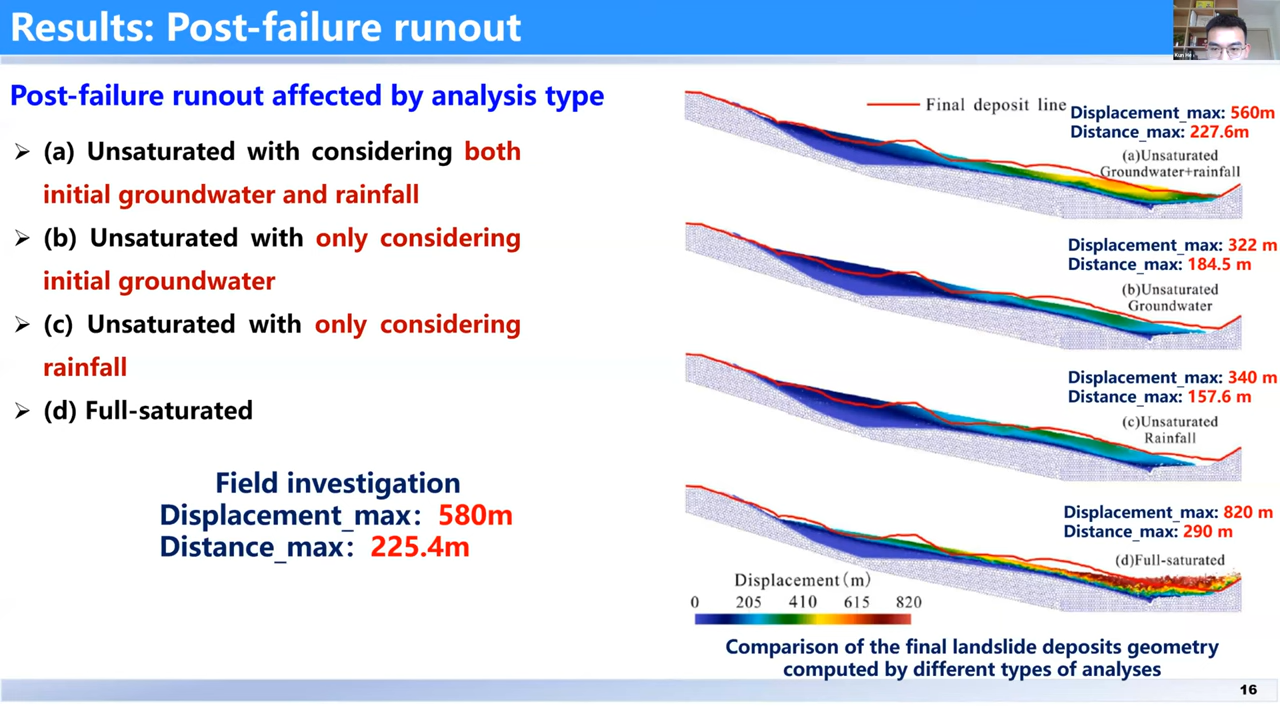 Results: Post-failure runout
Post-failure runout affected by analysis type
➢ (a) Unsaturated with considering both
initial groundwater and rainfall
➢ (b) Unsaturated with only considering
initial groundwater
➢ (c) Unsaturated with only considering
rainfall
➢ (d) Full-saturated
Field investigation
Displacement_max: 580m
Distance_max: 225.4m
Final deposit line
Displacement_max: 560m
Distance_max: 227.6m
(a)Unsaturated
Groundwater+rainfall
Displacement_max: 322 m
Distance_max: 184.5 m
(b)Unsaturated
Groundwater
Displacement_max: 340 m
Distance_max: 157.6 m
(c)Unsaturated
Rainfall
Displacement_max: 820 m
Distance_max: 290 m
(d)Full-saturated
Displacement(m)
0 205 410 615 820
Comparison of the final landslide deposits geometry
computed by different types of analyses
16